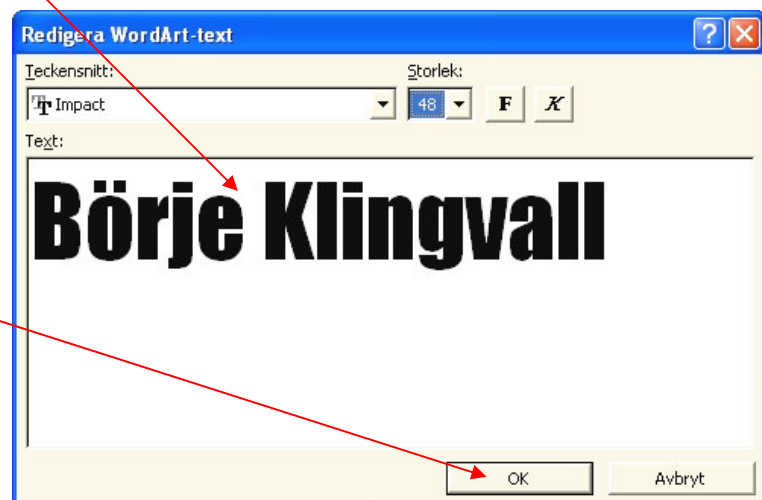 Redigera WordArt-text
Teckensnitt: Storlek:
Impact 48 F K
Text:
Börje Klingvall
OK Avbryt